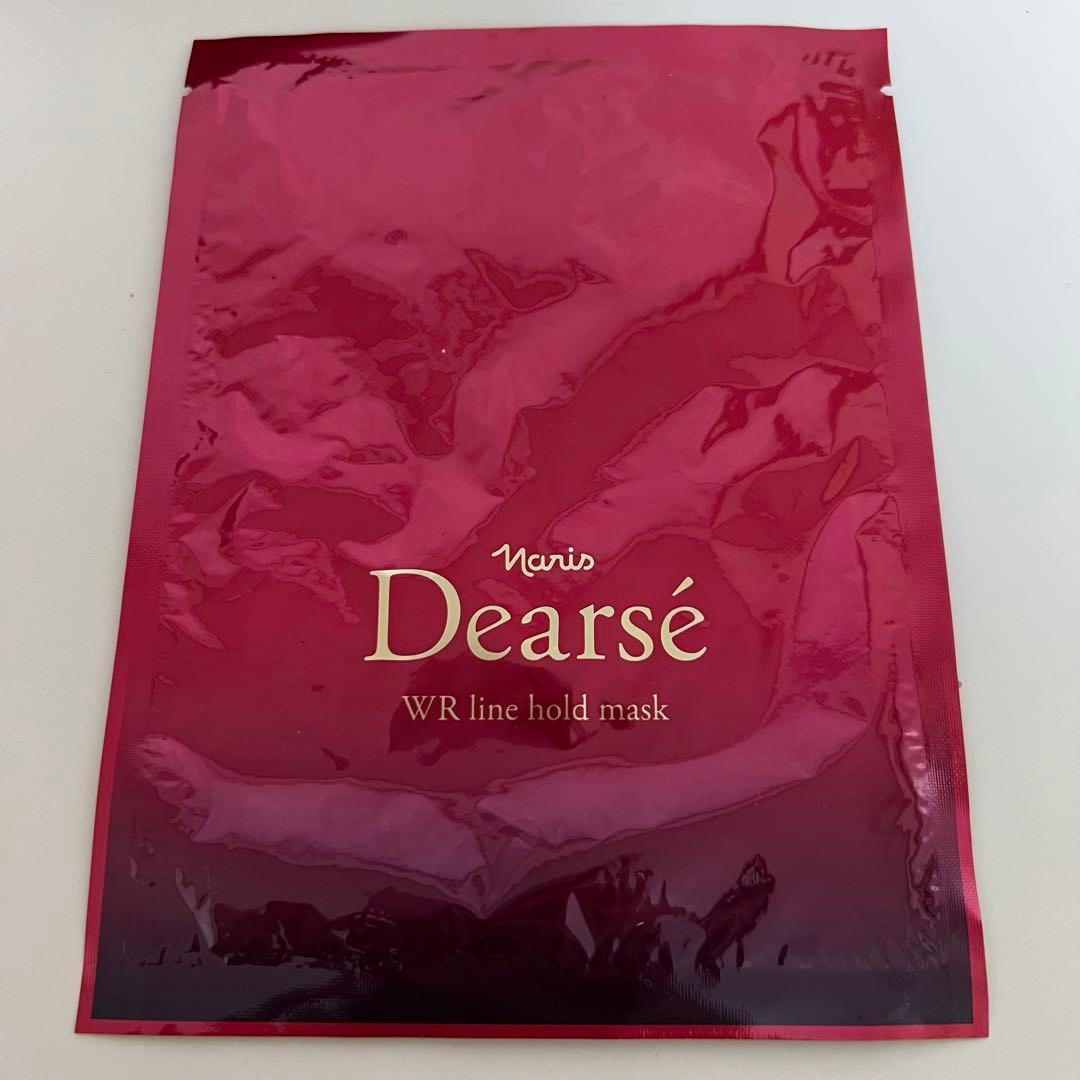 Naris
Dearsé
WR line hold mask